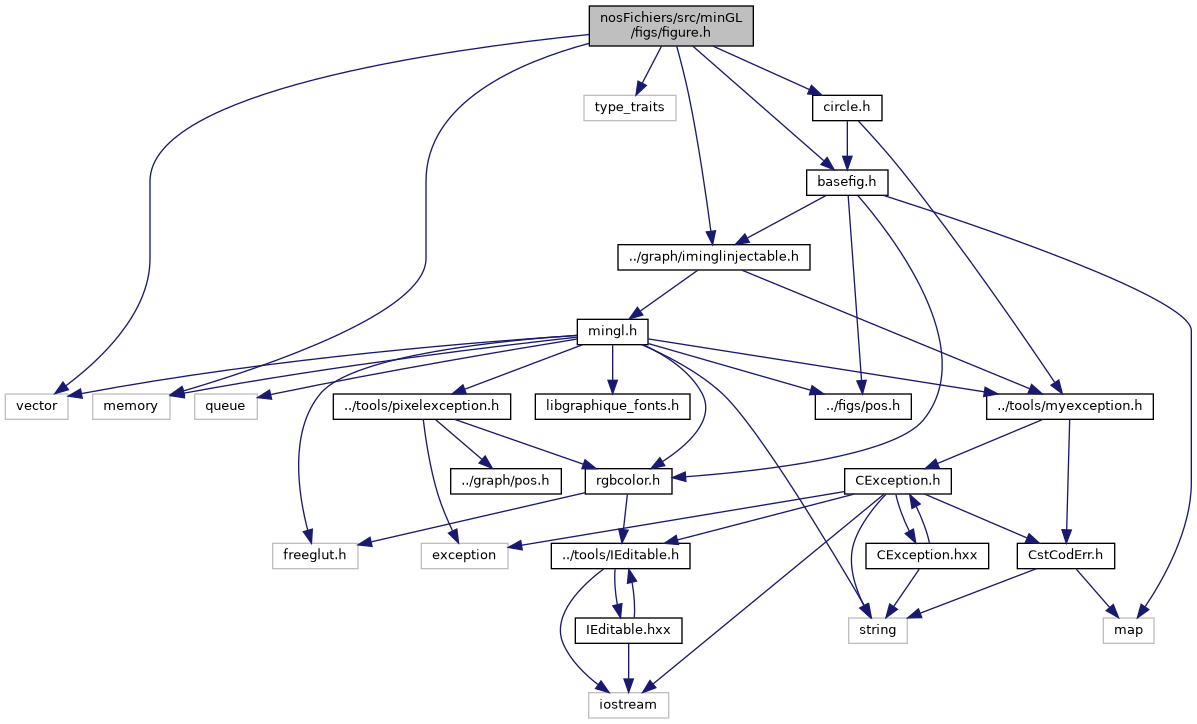 nosFichiers/src/minGL
/figs/figure.h
type_traits
circle.h
basefig.h
../graph/iminglinjectable.h
mingl.h
vector
memory
queue
../tools/pixelexception.h
libgraphique_fonts.h
../figs/pos.h
../tools/myexception.h
../graph/pos.h
rgbcolor.h
CException.h
freeglut.h
exception
../tools/IEditable.h
CException.hxx
CstCodErr.h
IEditable.hxx
string
map
iostream